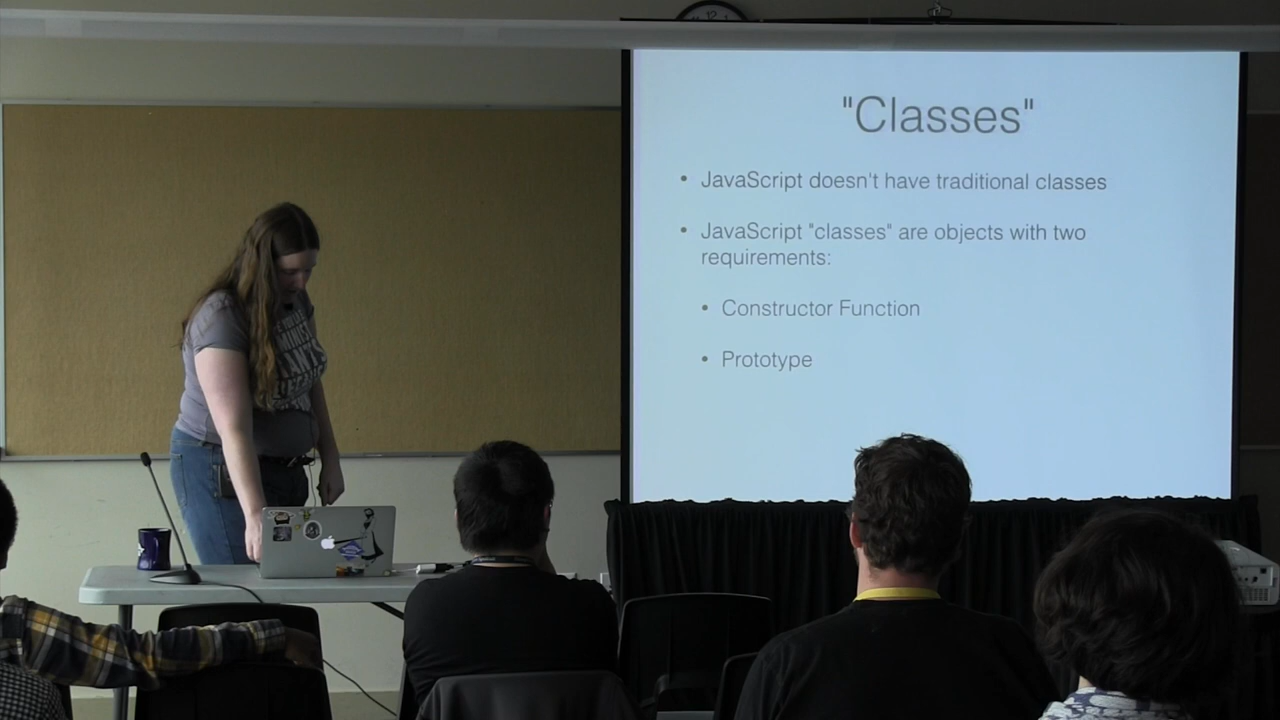 "Classes"
• JavaScript doesn't have traditional classes
• JavaScript "classes" are objects with two
requirements:
• Constructor Function
• Prototype